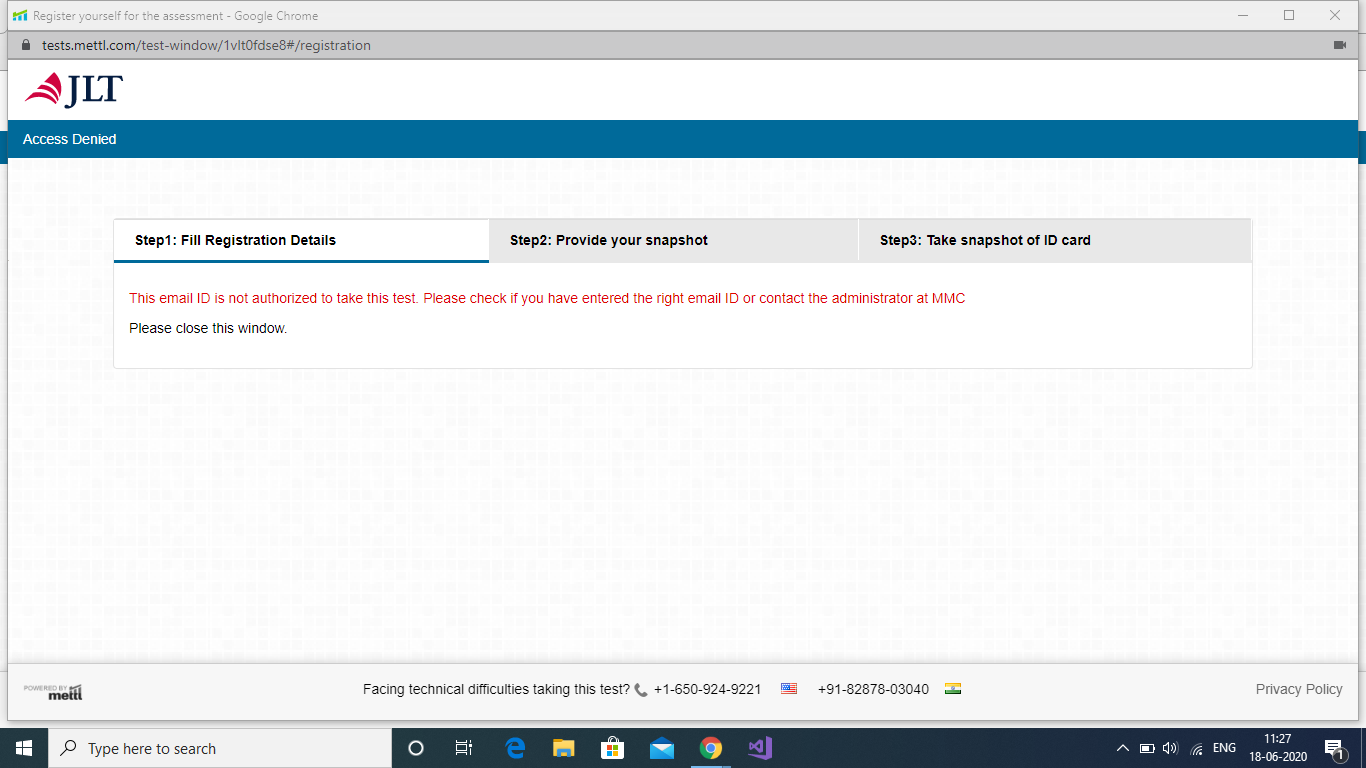 Register yourself for the assessment - Google Chrome
tests.mettl.com/test-window/1vlt0fdse8#/registration
JLT
Access Denied
Step1: Fill Registration Details
Step2: Provide your snapshot
Step3: Take snapshot of ID card
This email ID is not authorized to take this test. Please check if you have entered the right email ID or contact the administrator at MMC
Please close this window.
POWERED BY mettl
Facing technical difficulties taking this test? +1-650-924-9221 +91-82878-03040
Privacy Policy
Type here to search
ENG
11:27
18-06-2020
1